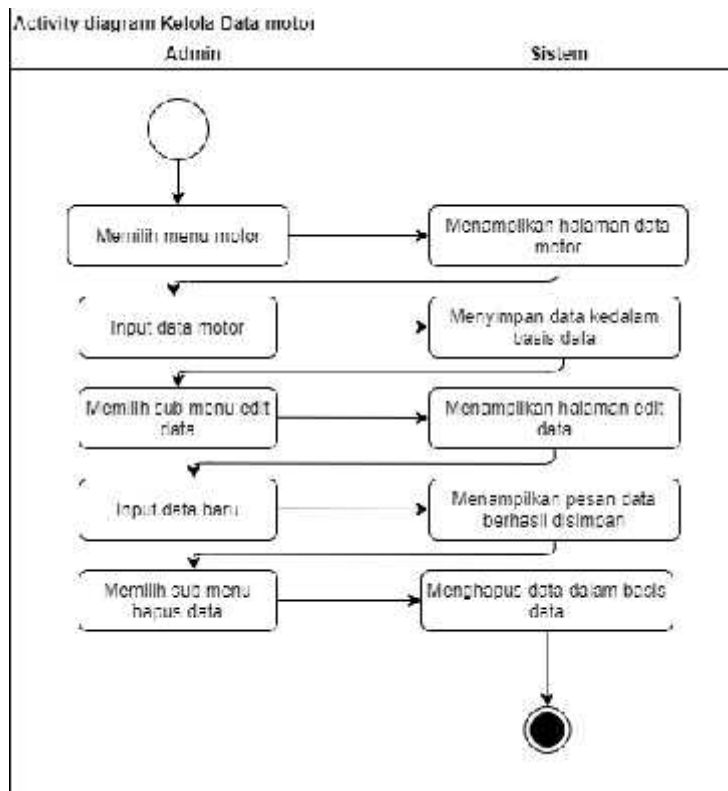 Activity diagram Kelola Data motor
Admin
Sistem
Memilih menu motor
Menampilkan halaman data
motor
Input data motor
Menyimpan data kedalam
basis data
Memilih sub menu edit
data
Menampilkan halaman edit
data
Input data baru
Menampilkan pesan data
berhasil disimpan
Memilih sub menu
hapus data
Menghapus data dalam basis
data